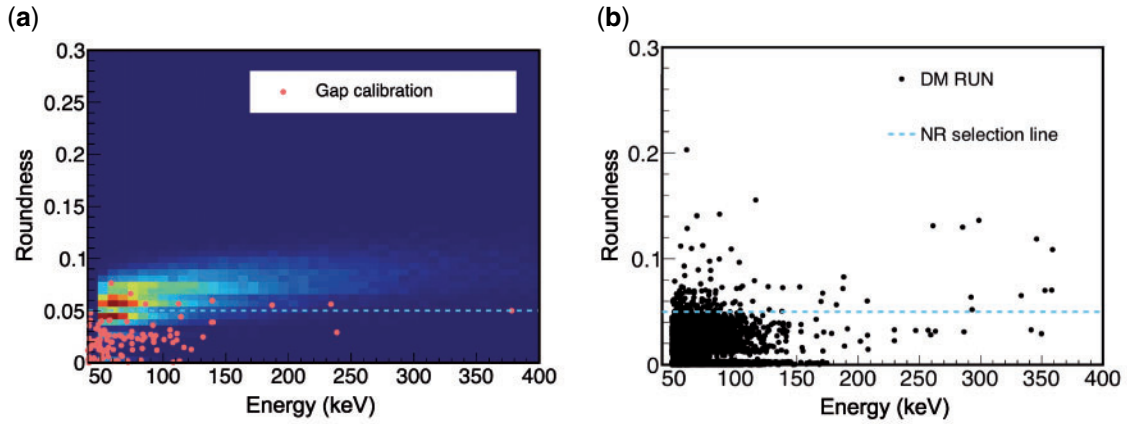 (a)
0.3
0.25
0.2
0.15
0.1
0.05
0
Roundness
Gap calibration
50 100 150 200 250 300 350 400
Energy (keV)
(b)
0.3
0.2
0.1
0
Roundness
DM RUN
NR selection line
50 100 150 200 250 300 350 400
Energy (keV)